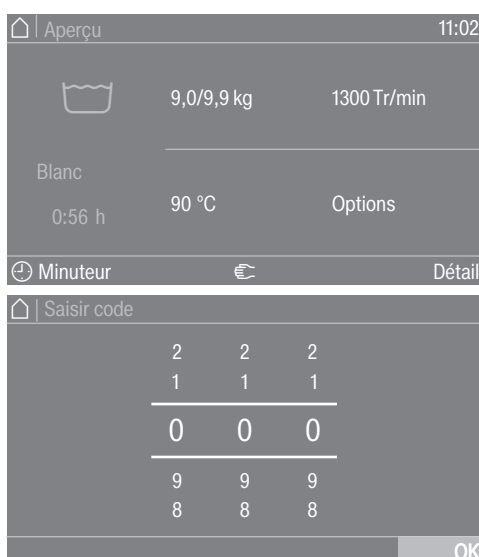 Aperçu 11:02
9,0/9,9 kg 1300 Tr/min
Blanc
90 °C Options
0:56 h
Minuteur Détail
Saisir code
2 2 2
1 1 1
0 0 0
9 9 9
8 8 8
OK